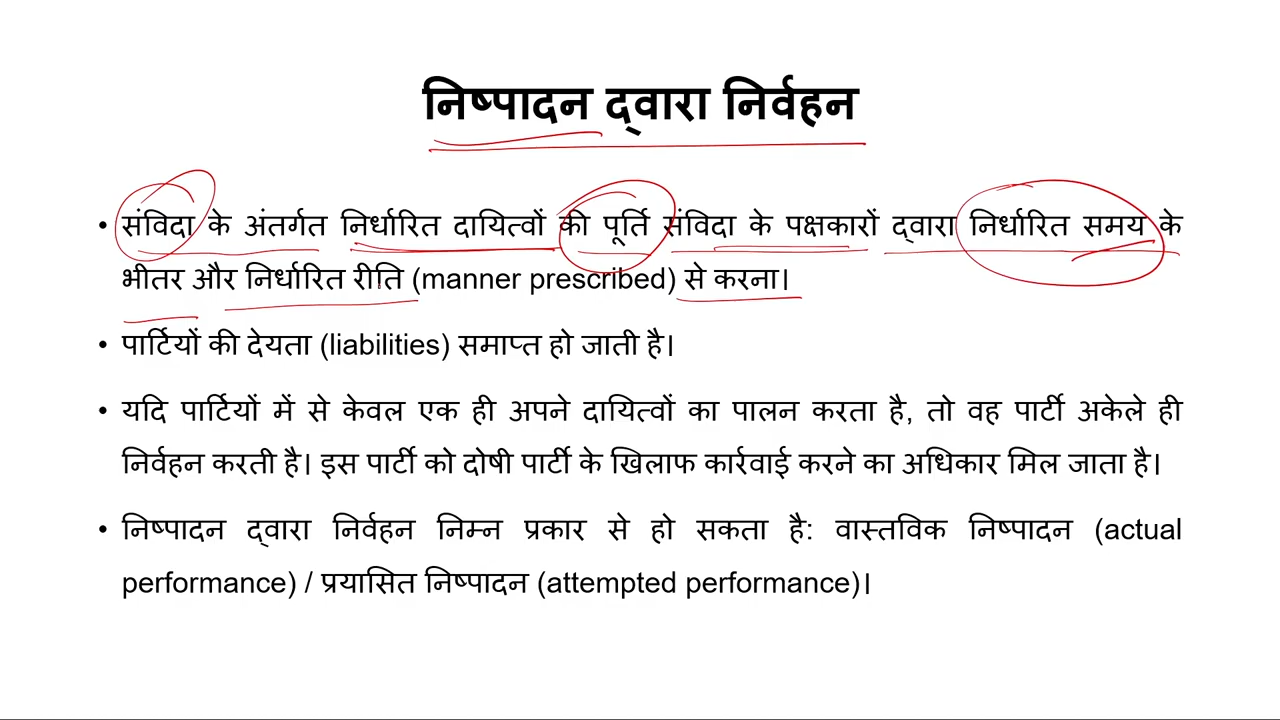 निष्पादन द्वारा निर्वहन
• संविदा के अंतर्गत निर्धारित दायित्वों की पूर्ति संविदा के पक्षकारों द्वारा निर्धारित समय के
भीतर और निर्धारित रीति (manner prescribed) से करना।
• पार्टियों की देयता (liabilities) समाप्त हो जाती है।
• यदि पार्टियों में से केवल एक ही अपने दायित्वों का पालन करता है, तो वह पार्टी अकेले ही
निर्वहन करती है। इस पार्टी को दोषी पार्टी के खिलाफ कार्रवाई करने का अधिकार मिल जाता है।
• निष्पादन द्वारा निर्वहन निम्न प्रकार से हो सकता है: वास्तविक निष्पादन (actual
performance) / प्रयासित निष्पादन (attempted performance)।